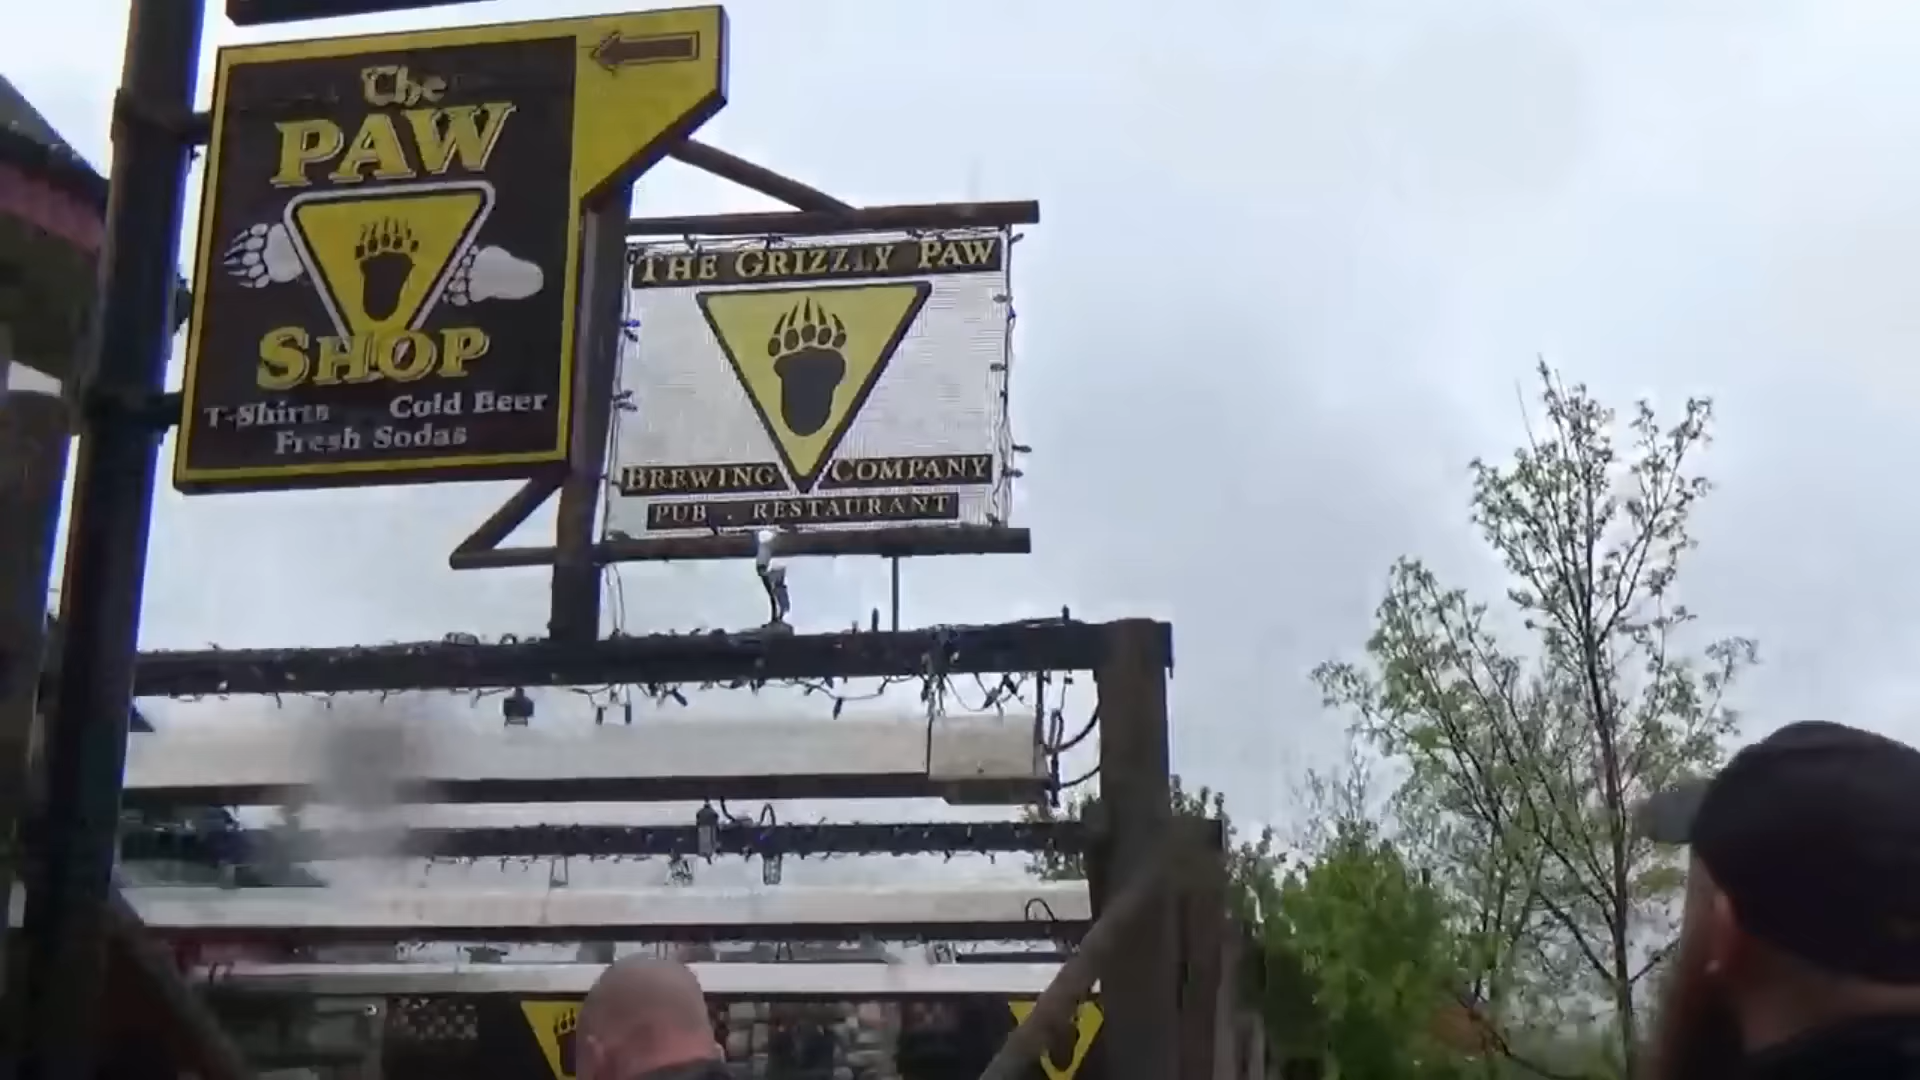 The
PAW
SHOP
T-Shirts Cold Beer
Fresh Sodas
THE GRIZZLY PAW
BREWING COMPANY
PUB . RESTAURANT